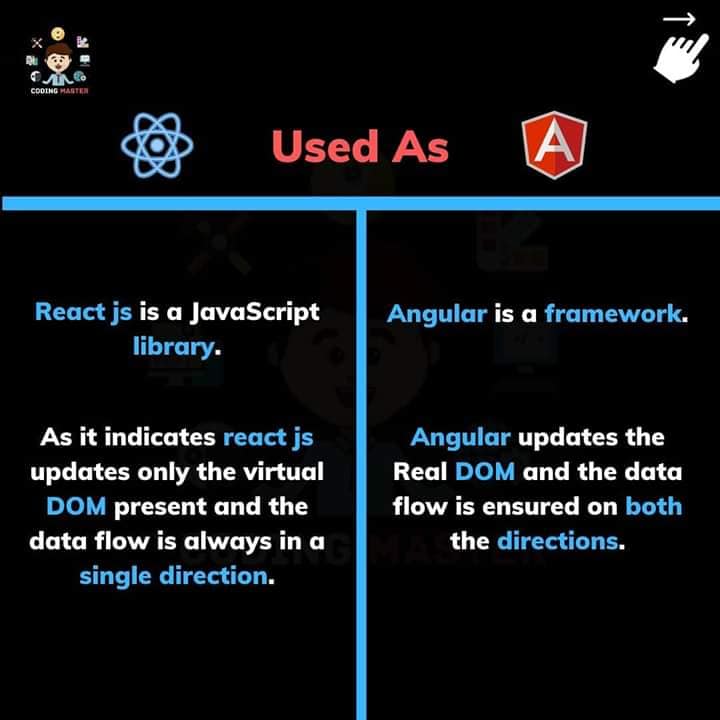 CODING MASTER
Used As
React js is a JavaScript
library.
As it indicates react js
updates only the virtual
DOM present and the
data flow is always in a
single direction.
Angular is a framework.
Angular updates the
Real DOM and the data
flow is ensured on both
the directions.
CODING MASTER